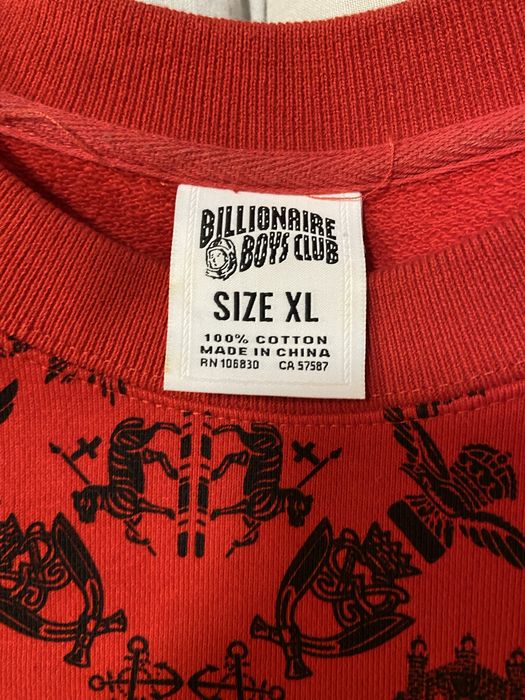 BILLIONAIRE
BOYS CLUB
SIZE XL
100% COTTON
MADE IN CHINA
RN 106830 CA 57587